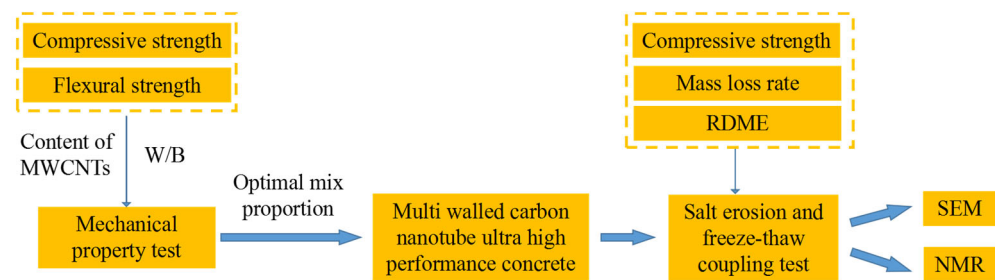 Compressive strength
Flexural strength
Content of
MWCNTs
W/B
Mechanical
property test
Optimal mix
proportion
Multi walled carbon
nanotube ultra high
performance concrete
Compressive strength
Mass loss rate
RDME
Salt erosion and
freeze-thaw
coupling test
SEM
NMR